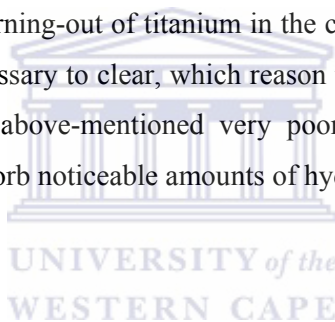 rning-out of titanium in the c
ssary to clear, which reason
above-mentioned very poor
orb noticeable amounts of hy
UNIVERSITY of the
WESTERN CAPE